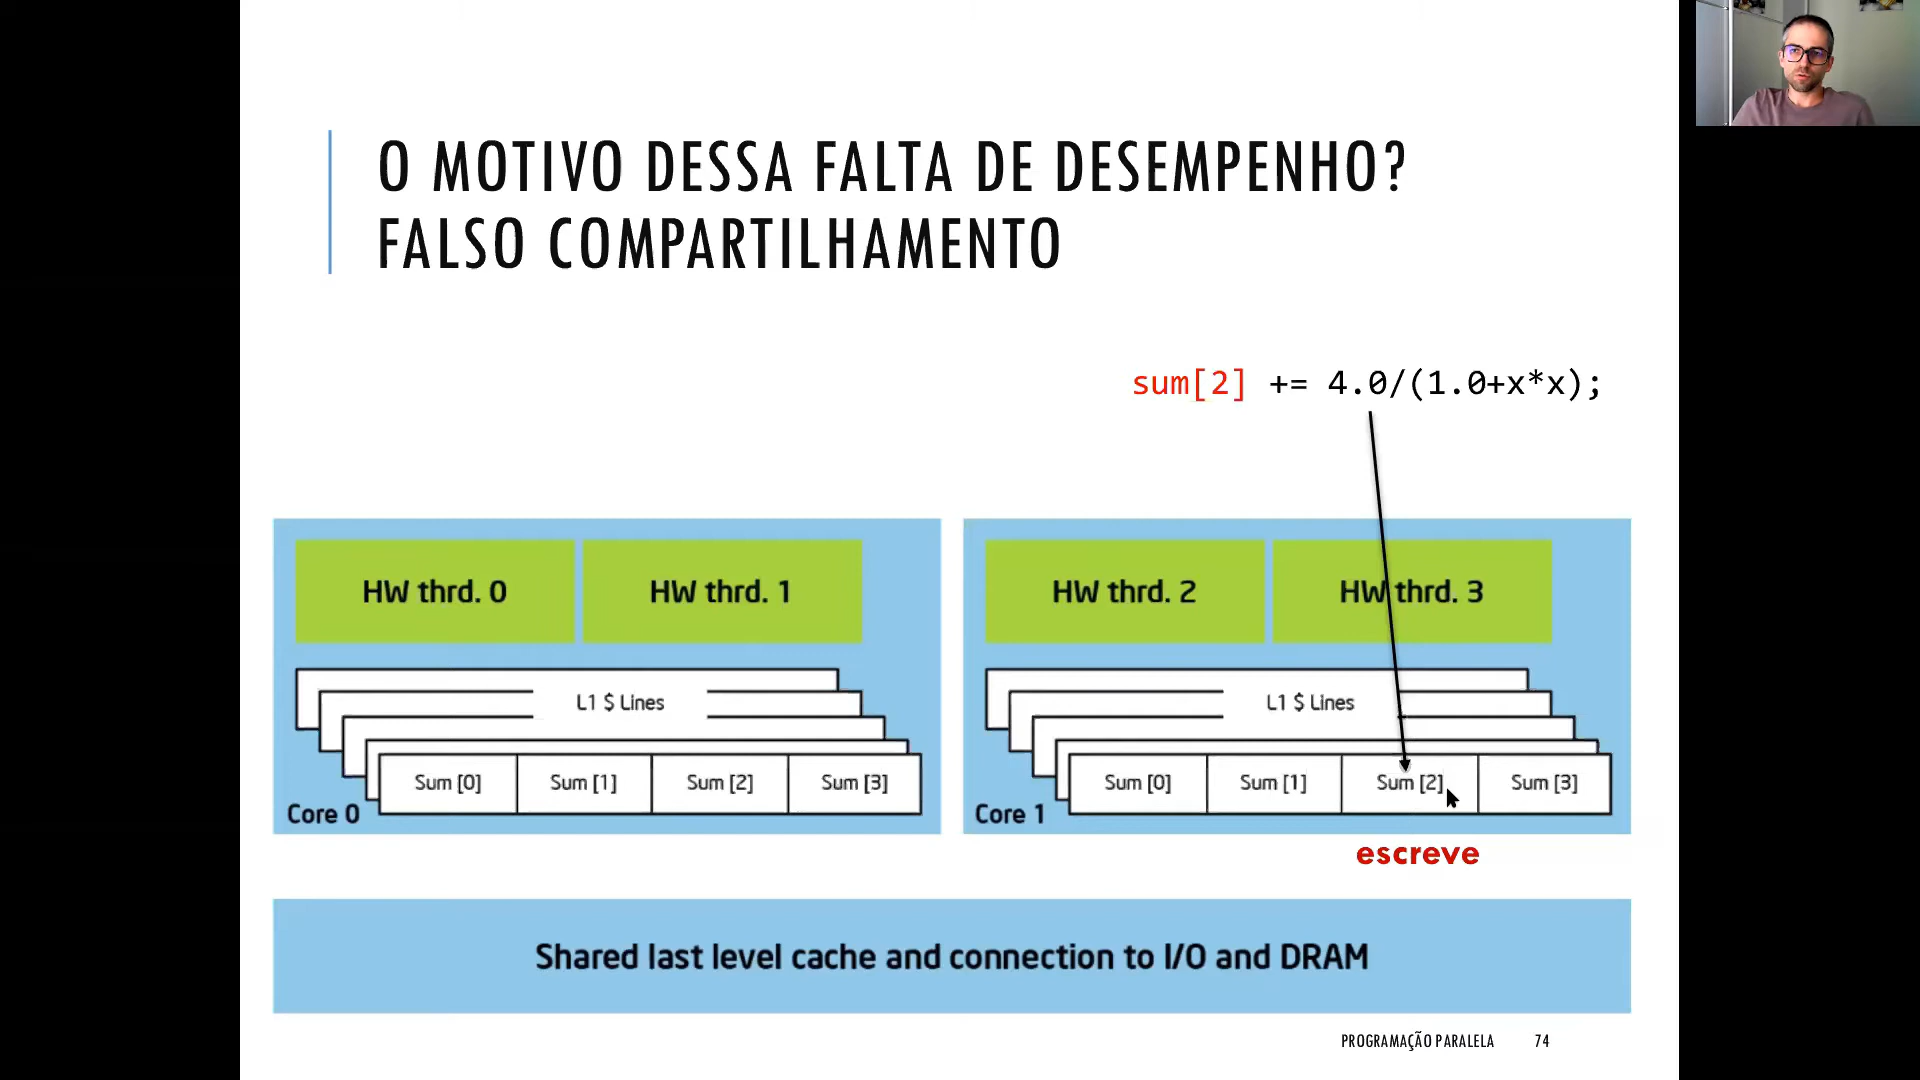 O MOTIVO DESSA FALTA DE DESEMPENHO?
FALSO COMPARTILHAMENTO
sum[2] += 4.0/(1.0+x*x);
HW thrd. 0
HW thrd. 1
L1 $ Lines
Sum [0]
Sum [1]
Sum [2]
Sum [3]
Core 0
HW thrd. 2
HW thrd. 3
L1 $ Lines
Sum [0]
Sum [1]
Sum [2]
Sum [3]
Core 1
escreve
Shared last level cache and connection to I/O and DRAM
PROGRAMAÇÃO PARALELA 74